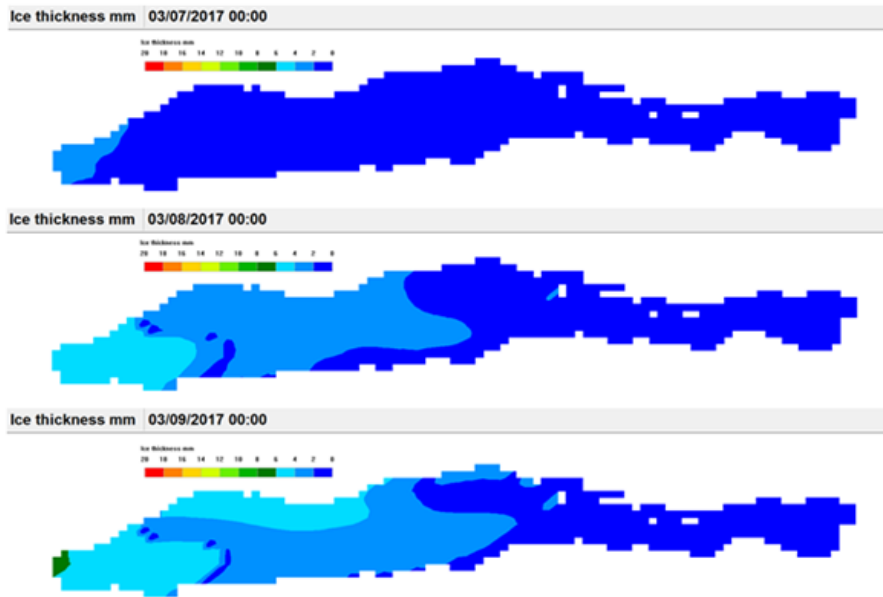 Ice thickness mm 03/07/2017 00:00
Ice thickness mm
20 18 16 14 12 10 8 6 4 2 0
Ice thickness mm 03/08/2017 00:00
Ice thickness mm
20 18 16 14 12 10 8 6 4 2 0
Ice thickness mm 03/09/2017 00:00
Ice thickness mm
20 18 16 14 12 10 8 6 4 2 0